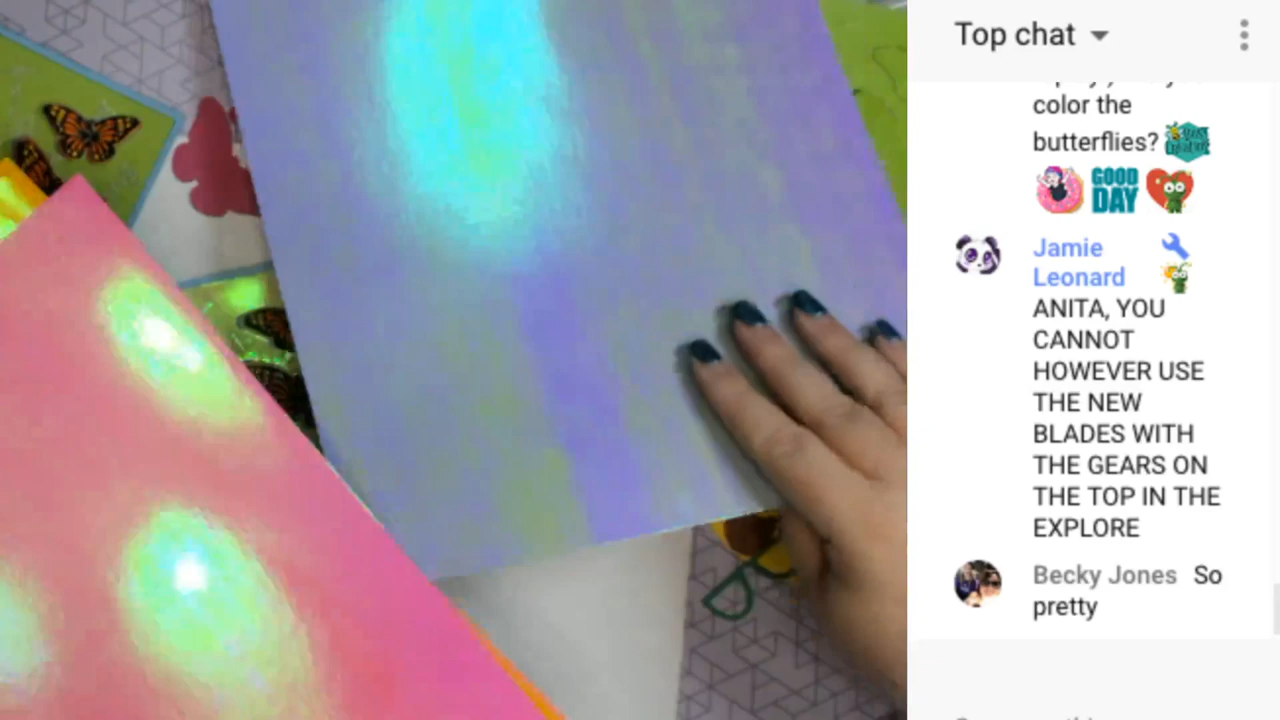 Top chat
color the
butterflies?
GOOD
DAY
Jamie
Leonard
ANITA, YOU
CANNOT
HOWEVER USE
THE NEW
BLADES WITH
THE GEARS ON
THE TOP IN THE
EXPLORE
Becky Jones So
pretty